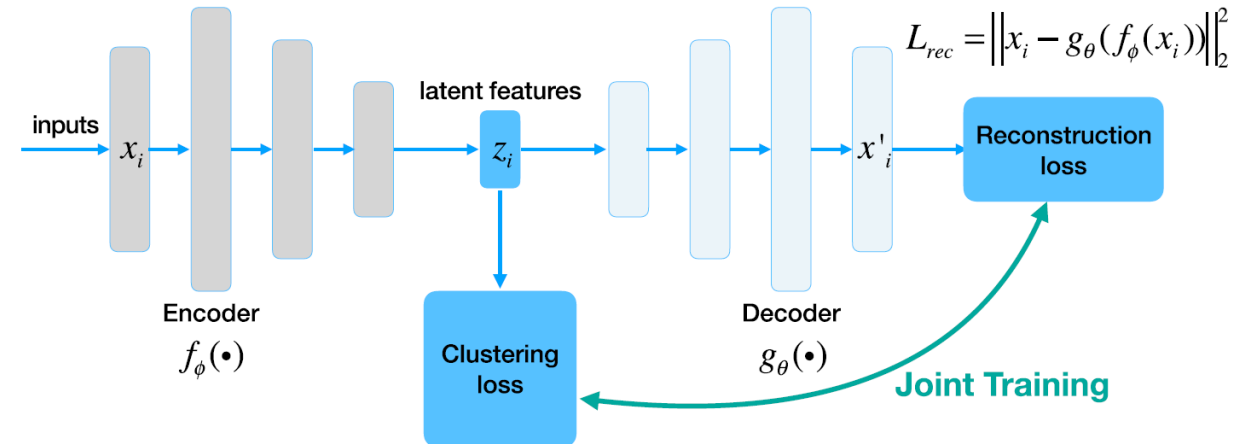 L_rec = ||x_i − g_θ(f_ϕ(x_i))||_2^2
latent features
inputs
x_i
z_i
x'_i
Reconstruction
loss
Encoder
f_ϕ(•)
Decoder
g_θ(•)
Clustering
loss
Joint Training